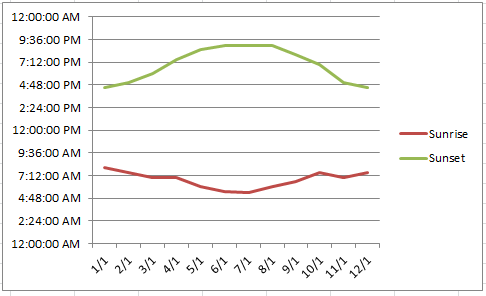 12:00:00 AM
9:36:00 PM
7:12:00 PM
4:48:00 PM
2:24:00 PM
12:00:00 PM
9:36:00 AM
7:12:00 AM
4:48:00 AM
2:24:00 AM
12:00:00 AM
1/1 2/1 3/1 4/1 5/1 6/1 7/1 8/1 9/1 10/1 11/1 12/1
Sunrise
Sunset